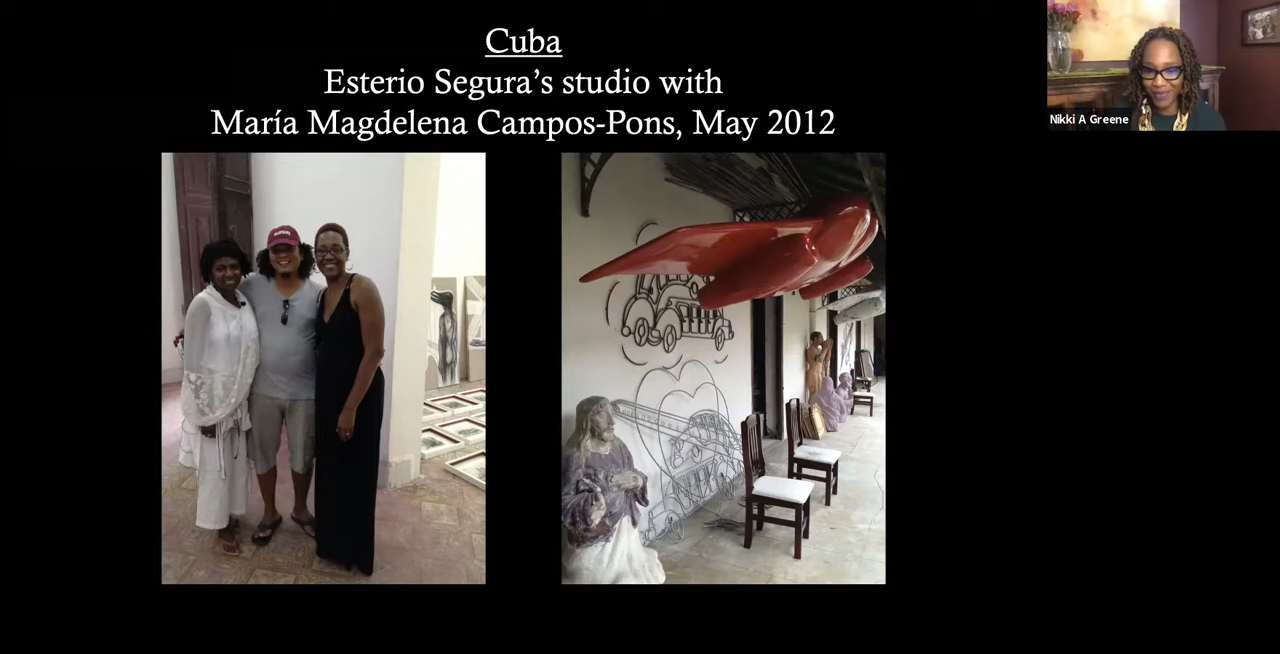 Cuba
Esterio Segura’s studio with
María Magdelena Campos-Pons, May 2012
Nikki A Greene